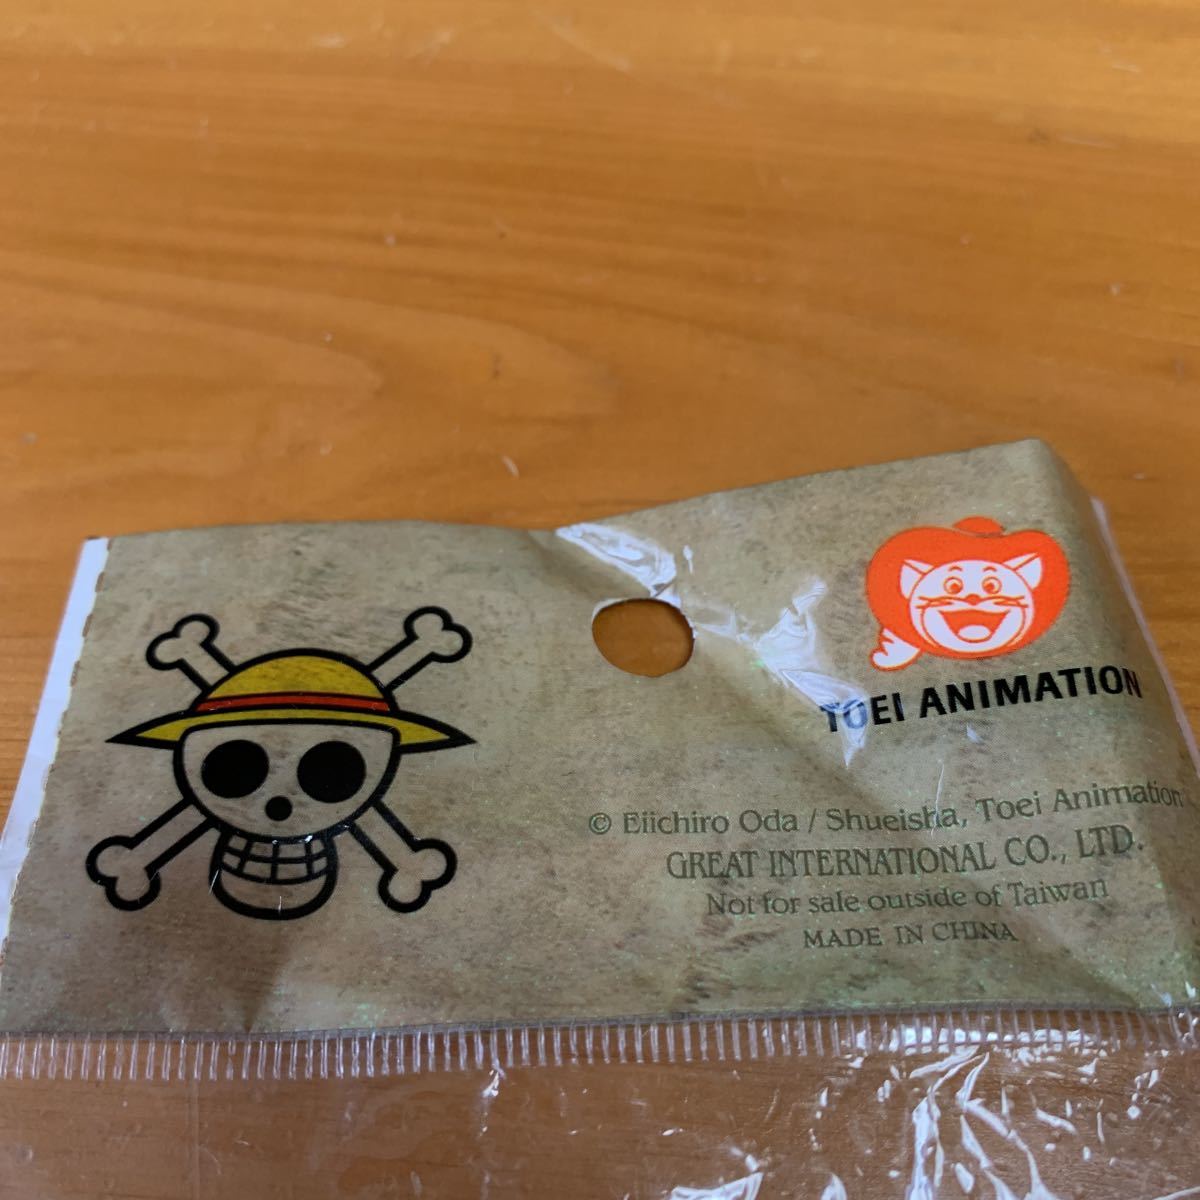 TOEI ANIMATION
© Eiichiro Oda / Shueisha, Toei Animation
GREAT INTERNATIONAL CO., LTD.
Not for sale outside of Taiwan
MADE IN CHINA